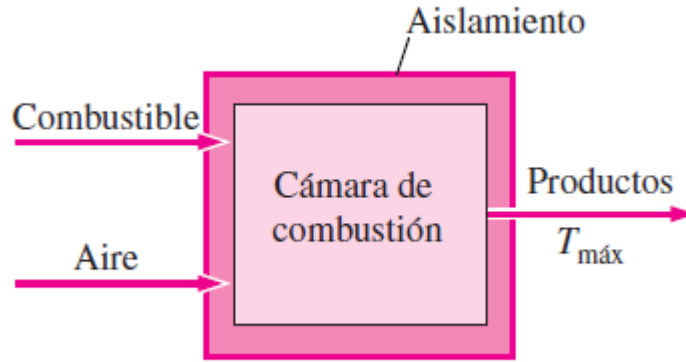 Aislamiento
Combustible
Cámara de
combustión
Productos
Aire
Tmáx